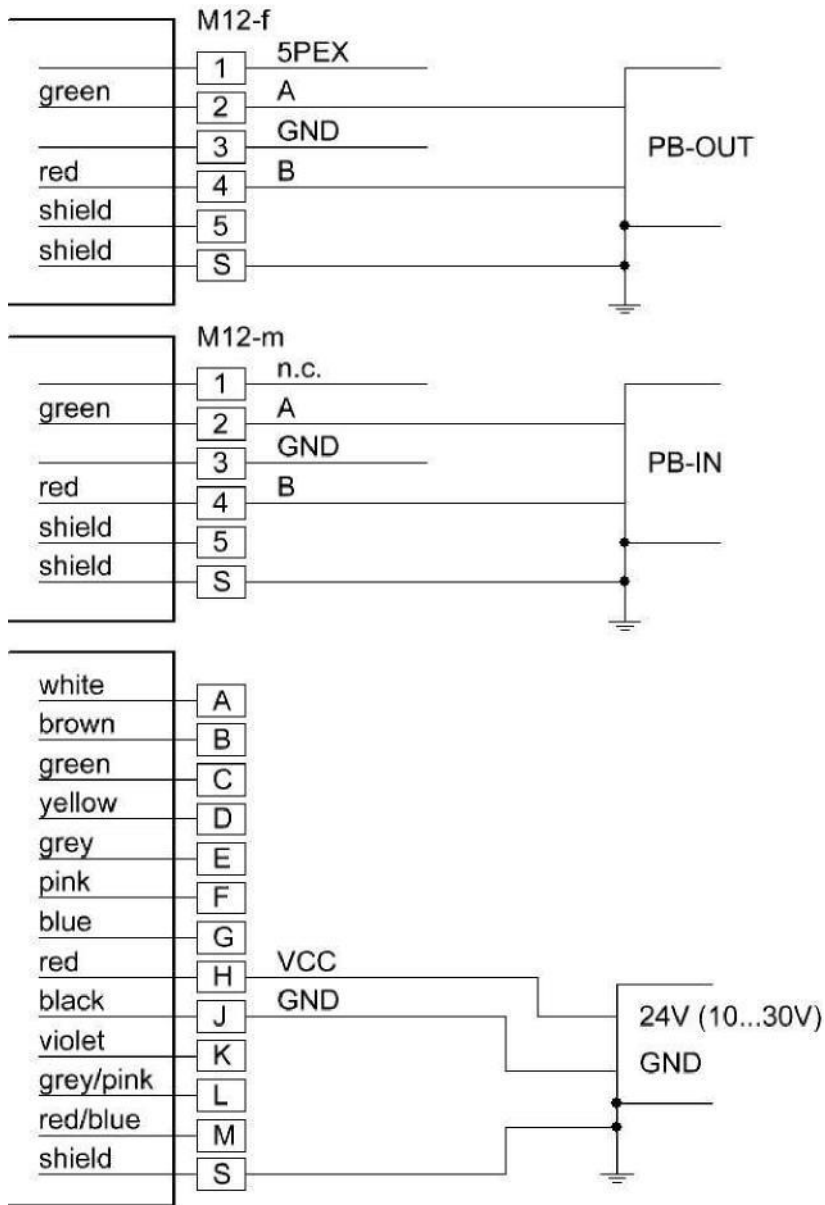 M12-f
1 5PEX
green 2 A
3 GND
PB-OUT
red 4 B
shield 5
shield S
M12-m
1 n.c.
green 2 A
3 GND
PB-IN
red 4 B
shield 5
shield S
white A
brown B
green C
yellow D
grey E
pink F
blue G
red H VCC
black J GND
24V (10...30V)
violet K
GND
grey/pink L
red/blue M
shield S